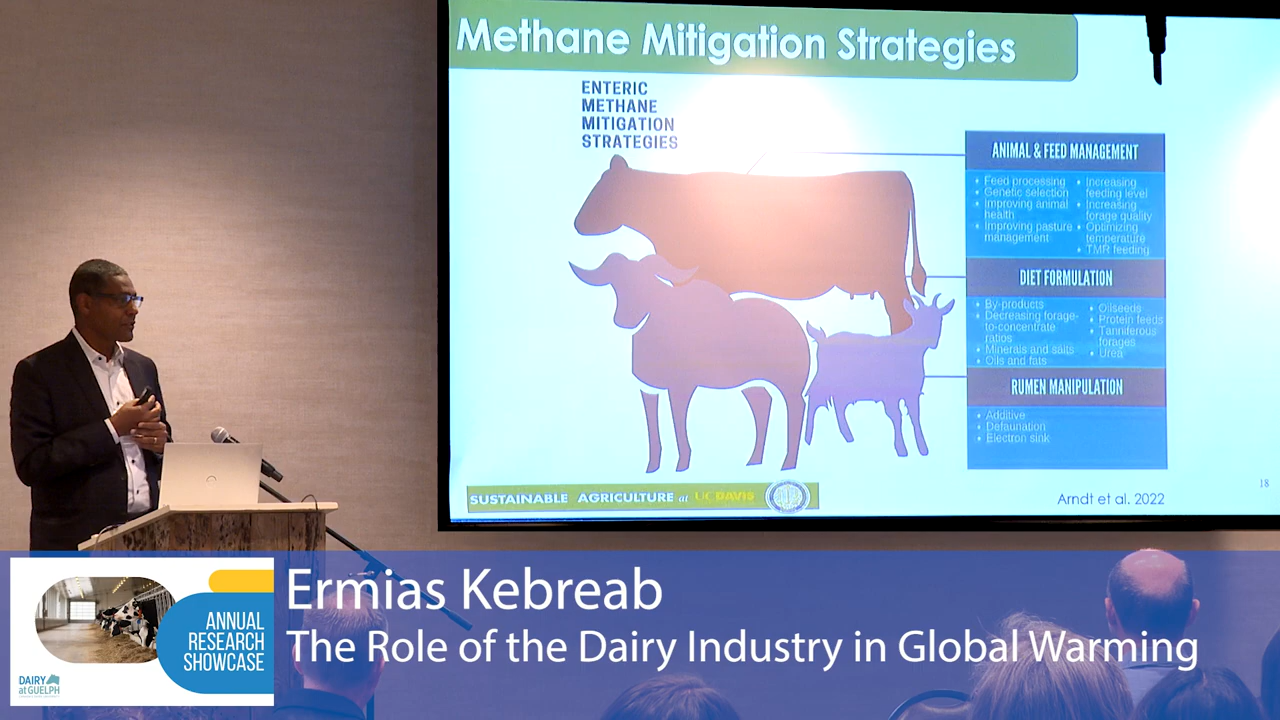 Methane Mitigation Strategies
ENTERIC
METHANE
MITIGATION
STRATEGIES
ANIMAL & FEED MANAGEMENT
• Feed processing
• Genetic selection
• Improving animal
health
• Improving pasture
management
• Increasing
feeding level
• Increasing
forage quality
• Optimizing
temperature
• TMR feeding
DIET FORMULATION
• By-products
• Decreasing forage-
to-concentrate
ratios
• Minerals and salts
• Oils and fats
• Oilseeds
• Protein feeds
• Tanniferous
forages
• Urea
RUMEN MANIPULATION
• Additive
• Defaunation
• Electron sink
SUSTAINABLE AGRICULTURE at UC DAVIS
Arndt et al. 2022
18
Ermias Kebreab
The Role of the Dairy Industry in Global Warming
ANNUAL
RESEARCH
SHOWCASE
DAIRY
at GUELPH